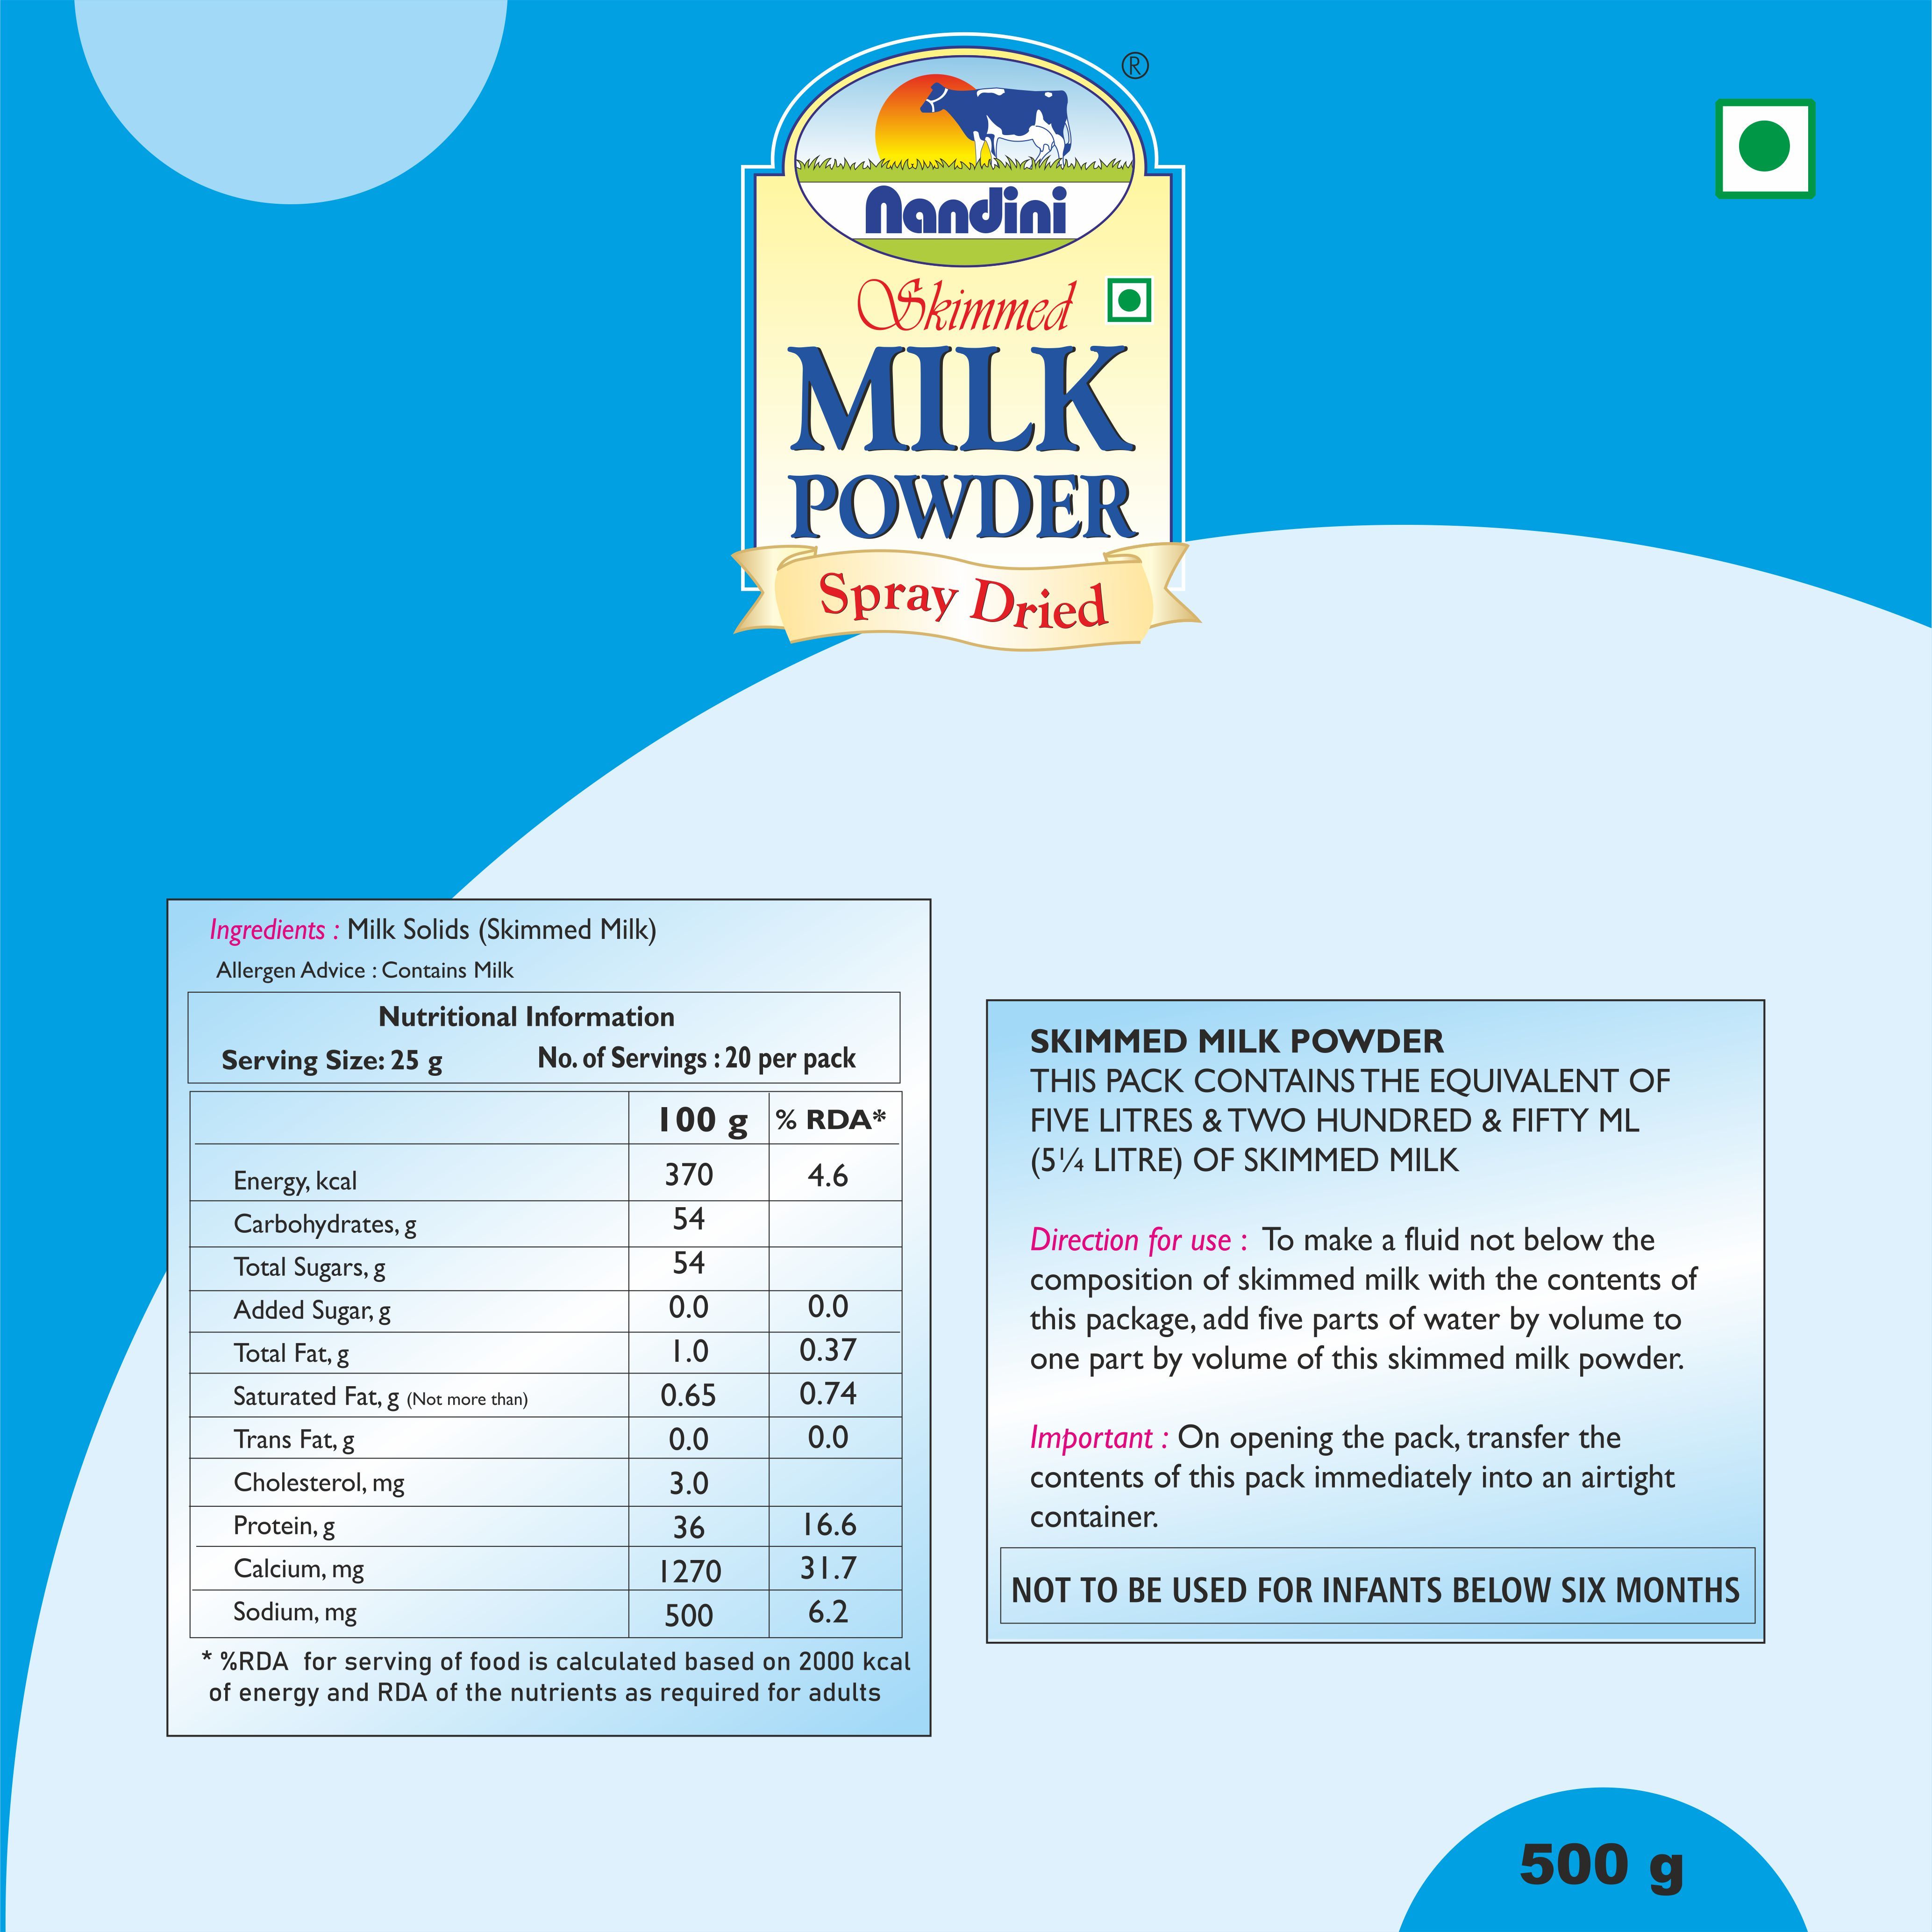 ®
Nandini
Skimmed
MILK
POWDER
Spray Dried
Ingredients : Milk Solids (Skimmed Milk)
Allergen Advice : Contains Milk
Nutritional Information
Serving Size: 25 g No. of Servings : 20 per pack
100 g % RDA*
Energy, kcal 370 4.6
Carbohydrates, g 54
Total Sugars, g 54
Added Sugar, g 0.0 0.0
Total Fat, g 1.0 0.37
Saturated Fat, g (Not more than) 0.65 0.74
Trans Fat, g 0.0 0.0
Cholesterol, mg 3.0
Protein, g 36 16.6
Calcium, mg 1270 31.7
Sodium, mg 500 6.2
* %RDA for serving of food is calculated based on 2000 kcal
of energy and RDA of the nutrients as required for adults
SKIMMED MILK POWDER
THIS PACK CONTAINS THE EQUIVALENT OF
FIVE LITRES & TWO HUNDRED & FIFTY ML
(5¼ LITRE) OF SKIMMED MILK
Direction for use : To make a fluid not below the
composition of skimmed milk with the contents of
this package, add five parts of water by volume to
one part by volume of this skimmed milk powder.
Important : On opening the pack, transfer the
contents of this pack immediately into an airtight
container.
NOT TO BE USED FOR INFANTS BELOW SIX MONTHS
500 g